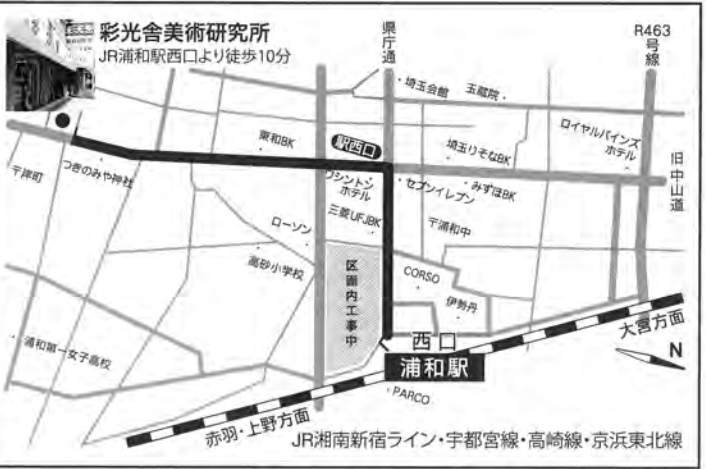 彩光舎美術研究所
JR浦和駅西口より徒歩10分
県庁通
R463
号線
埼玉会館
玉蔵院
東和BK
駅西口
埼玉りそなBK
ロイヤルパインズ
ホテル
旧中山道
〒岸町
つきのみや神社
ワシントン
ホテル
セブンイレブン
みずほBK
三菱UFJBK
〒浦和中
ローソン
高砂小学校
区画内工事中
CORSO
伊勢丹
浦和第一女子高校
西口
浦和駅
大宮方面
N
PARCO
赤羽・上野方面
JR湘南新宿ライン・宇都宮線・高崎線・京浜東北線